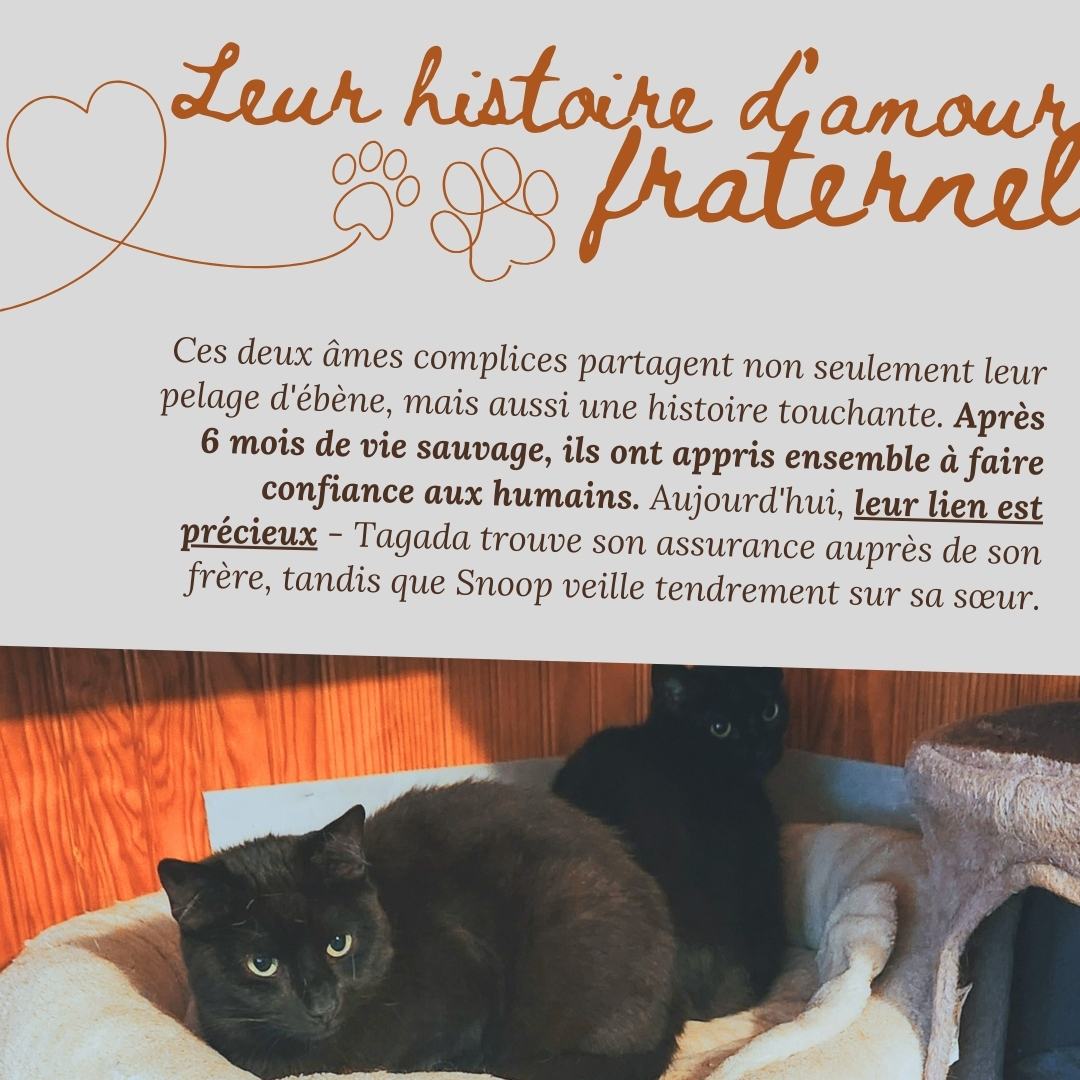 Leur histoire d'amour
fraternel
Ces deux âmes complices partagent non seulement leur
pelage d'ébène, mais aussi une histoire touchante. Après
6 mois de vie sauvage, ils ont appris ensemble à faire
confiance aux humains. Aujourd'hui, leur lien est
précieux - Tagada trouve son assurance auprès de son
frère, tandis que Snoop veille tendrement sur sa sœur.